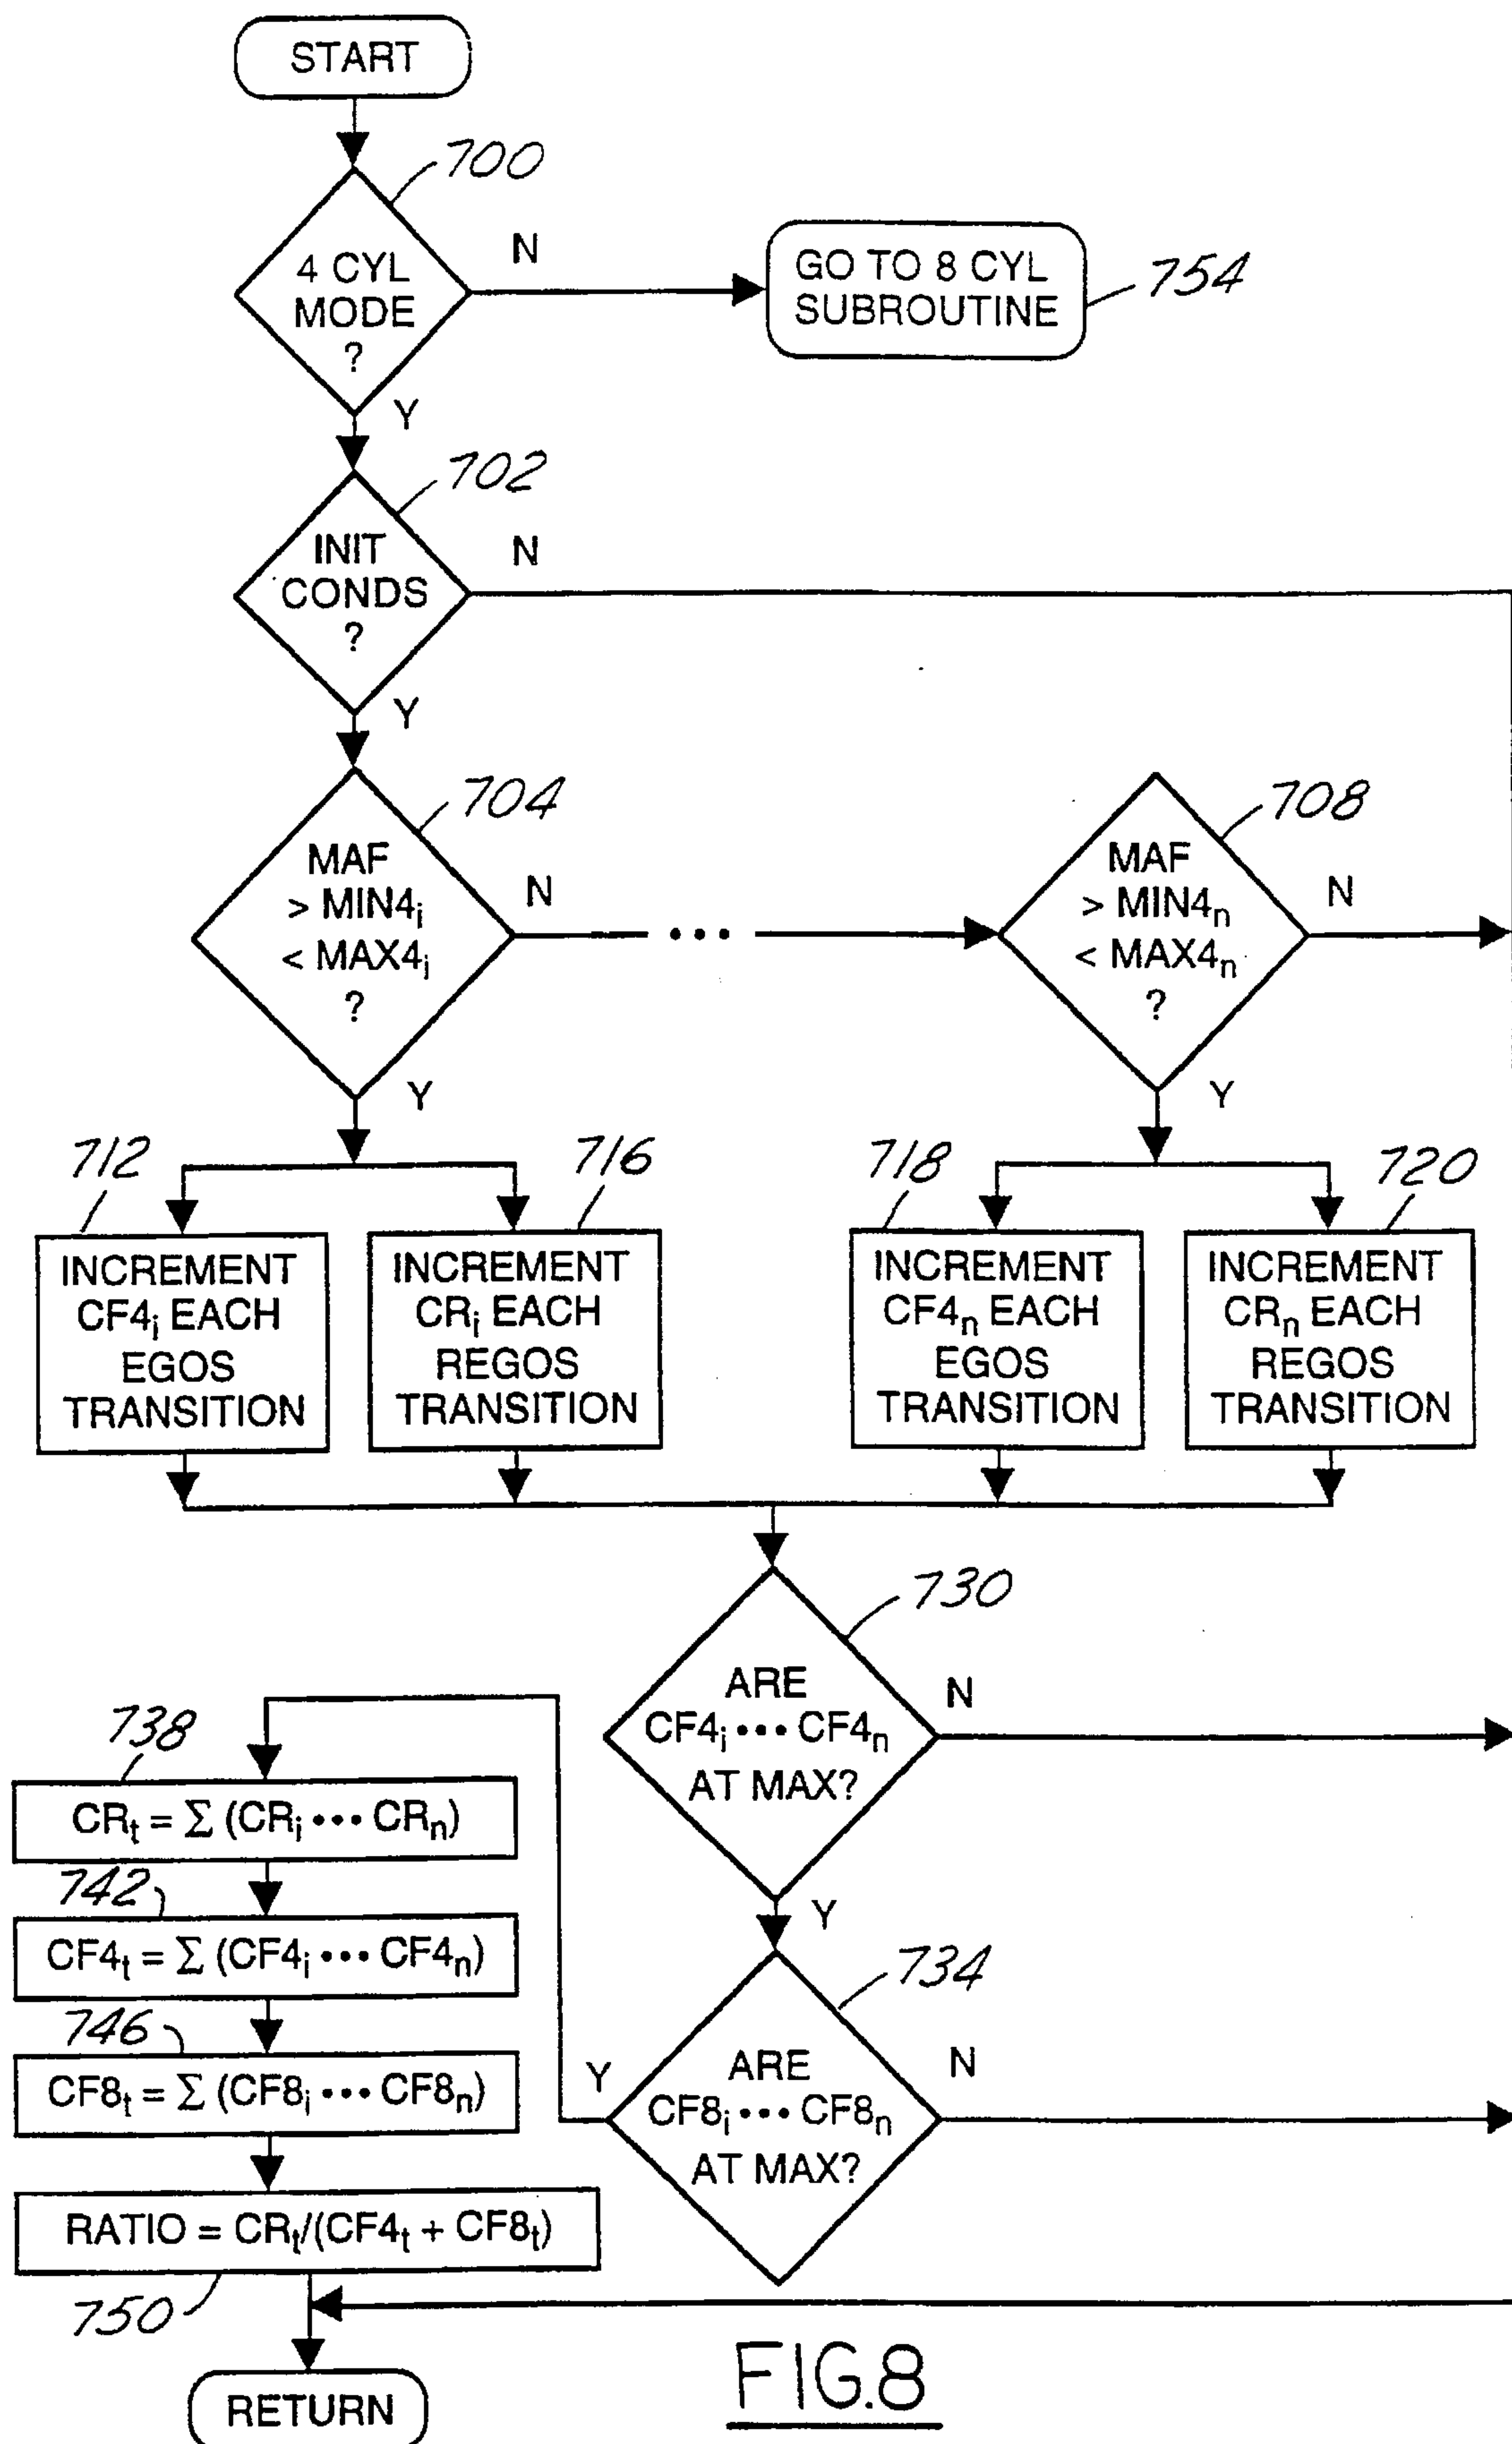 START
700
4 CYL
MODE
?
N
Y
GO TO 8 CYL
SUBROUTINE
754
702
INIT
CONDS
?
N
Y
704
MAF
> MIN4i
< MAX4i
?
N
•••
Y
708
MAF
> MIN4n
< MAX4n
?
N
Y
712
INCREMENT
CF4i EACH
EGOS
TRANSITION
716
INCREMENT
CRi EACH
REGOS
TRANSITION
718
INCREMENT
CF4n EACH
EGOS
TRANSITION
720
INCREMENT
CRn EACH
REGOS
TRANSITION
730
ARE
CF4i ••• CF4n
AT MAX?
N
Y
734
ARE
CF8i ••• CF8n
AT MAX?
N
Y
738
CRt = Σ (CRi ••• CRn)
742
CF4t = Σ (CF4i ••• CF4n)
746
CF8t = Σ (CF8i ••• CF8n)
RATIO = CRt/(CF4t + CF8t)
750
RETURN
FIG.8